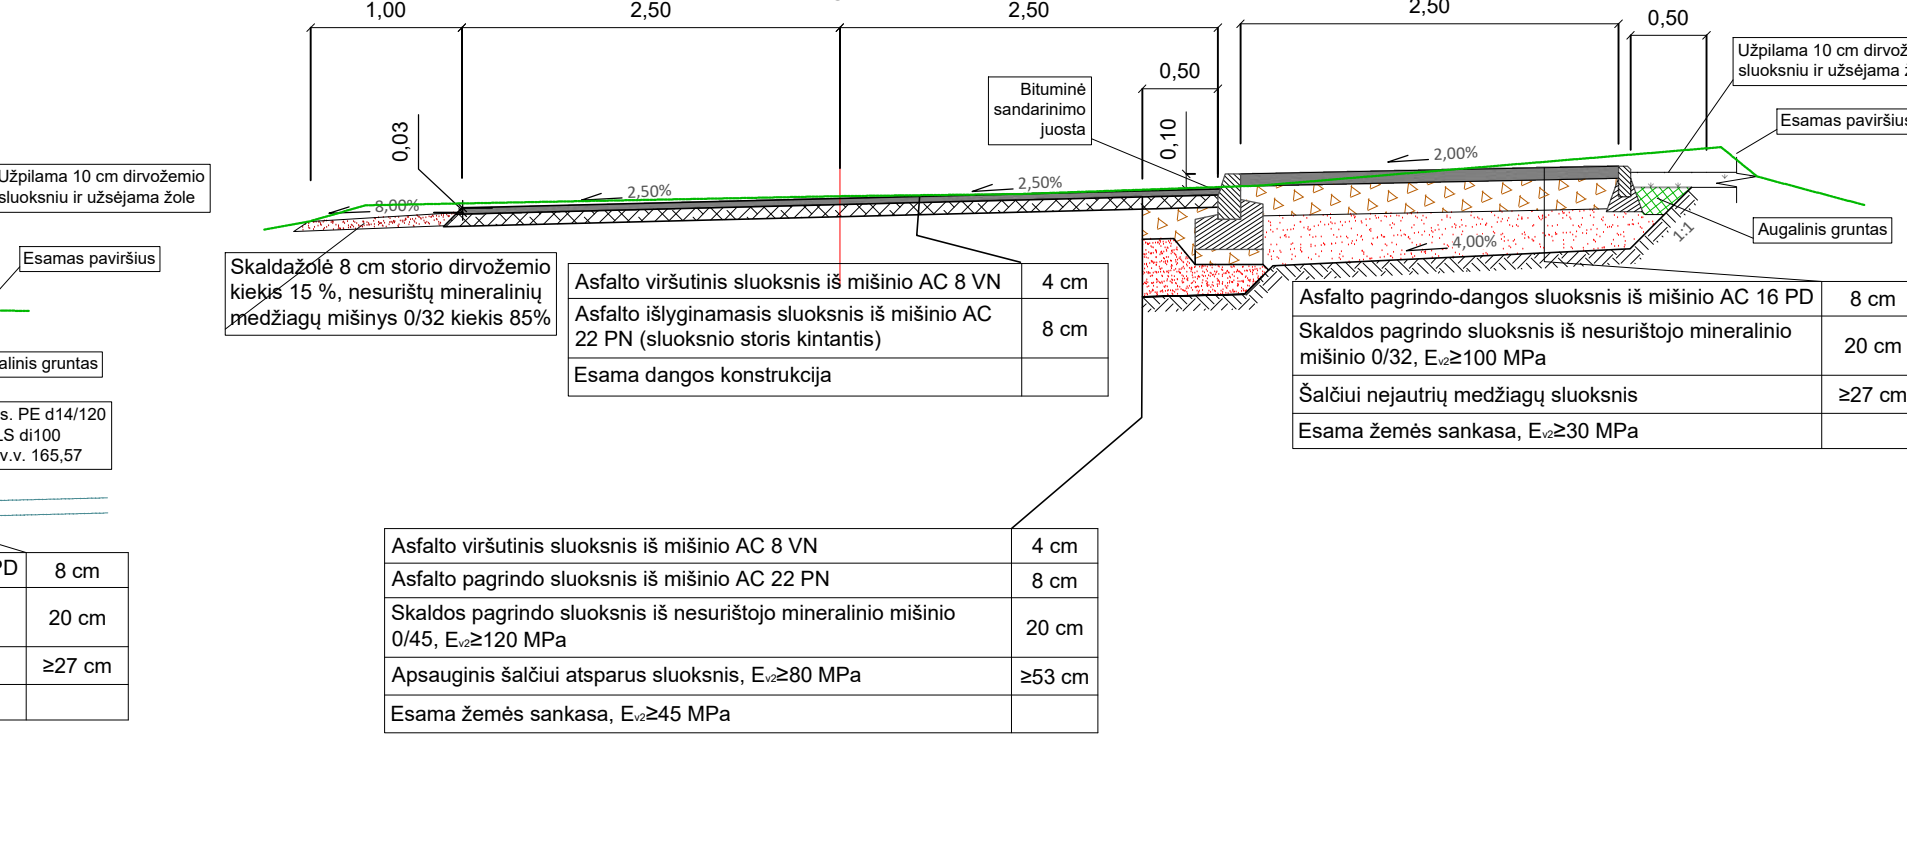 1,00
2,50
2,50
2,50
0,50
0,50
0,03
0,10
Bituminė
sandarinimo
juosta
Užpilama 10 cm
sluoksniu ir užsėjama
Esamas paviršius
Augalinis gruntas
8,00%
2,50%
2,50%
2,00%
4,00%
1:1
Užpilama 10 cm dirvožemio
sluoksniu ir užsėjama žole
Esamas paviršius
gruntas
s. PE d14/120
LS di100
v.v. 165,57
PD 8 cm
20 cm
≥27 cm
Skaldažolė 8 cm storio dirvožemio
kiekis 15 %, nesurištų mineralinių
medžiagų mišinys 0/32 kiekis 85%
Asfalto viršutinis sluoksnis iš mišinio AC 8 VN 4 cm
Asfalto išlyginamasis sluoksnis iš mišinio AC
22 PN (sluoksnio storis kintantis) 8 cm
Esama dangos konstrukcija
Asfalto pagrindo-dangos sluoksnis iš mišinio AC 16 PD 8 cm
Skaldos pagrindo sluoksnis iš nesurištojo mineralinio
mišinio 0/32, Ev2≥100 MPa 20 cm
Šalčiui nejautrių medžiagų sluoksnis ≥27 cm
Esama žemės sankasa, Ev2≥30 MPa
Asfalto viršutinis sluoksnis iš mišinio AC 8 VN 4 cm
Asfalto pagrindo sluoksnis iš mišinio AC 22 PN 8 cm
Skaldos pagrindo sluoksnis iš nesurištojo mineralinio mišinio
0/45, Ev2≥120 MPa 20 cm
Apsauginis šalčiui atsparus sluoksnis, Ev2≥80 MPa ≥53 cm
Esama žemės sankasa, Ev2≥45 MPa